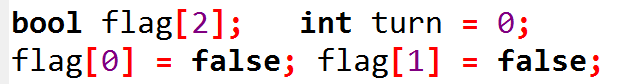 bool flag[2];   int turn = 0;
flag[0] = false; flag[1] = false;